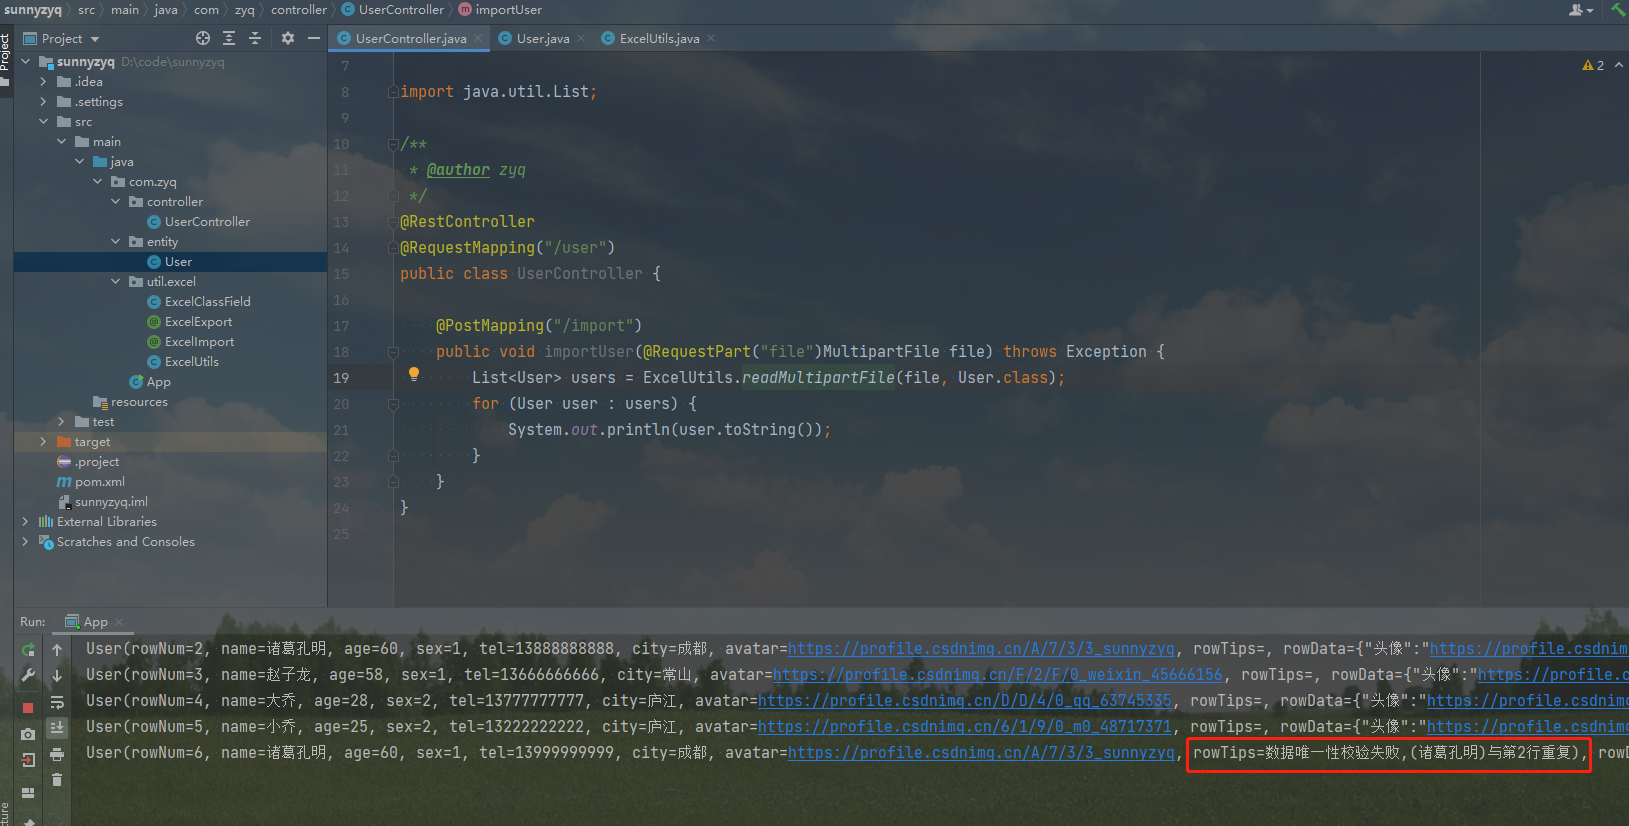 sunnyzyq › src › main › java › com › zyq › controller › UserController › importUser
Project
Project
UserController.java
User.java
ExcelUtils.java
sunnyzyq D:\code\sunnyzyq
.idea
.settings
src
main
java
com.zyq
controller
UserController
entity
User
util.excel
ExcelClassField
ExcelExport
ExcelImport
ExcelUtils
App
resources
test
target
.project
pom.xml
sunnyzyq.iml
External Libraries
Scratches and Consoles
2
7
8 import java.util.List;
9
10 /**
11 * @author zyq
12 */
13 @RestController
14 @RequestMapping("/user")
15 public class UserController {
16
17 @PostMapping("/import")
18 public void importUser(@RequestPart("file")MultipartFile file) throws Exception {
19 List<User> users = ExcelUtils.readMultipartFile(file, User.class);
20 for (User user : users) {
21 System.out.println(user.toString());
22 }
23 }
24 }
25
Run: App
User(rowNum=2, name=诸葛孔明, age=60, sex=1, tel=13888888888, city=成都, avatar=https://profile.csdnimg.cn/A/7/3/3_sunnyzyq, rowTips=, rowData={"头像":"https://profile.csdnim
User(rowNum=3, name=赵子龙, age=58, sex=1, tel=13666666666, city=常山, avatar=https://profile.csdnimg.cn/F/2/F/0_weixin_45666156, rowTips=, rowData={"头像":"https://profile.c
User(rowNum=4, name=大乔, age=28, sex=2, tel=13777777777, city=庐江, avatar=https://profile.csdnimg.cn/D/D/4/0_qq_63745335, rowTips=, rowData={"头像":"https://profile.csdnim
User(rowNum=5, name=小乔, age=25, sex=2, tel=13222222222, city=庐江, avatar=https://profile.csdnimg.cn/6/1/9/0_m0_48717371, rowTips=, rowData={"头像":"https://profile.csdnim
User(rowNum=6, name=诸葛孔明, age=60, sex=1, tel=13999999999, city=成都, avatar=https://profile.csdnimg.cn/A/7/3/3_sunnyzyq, rowTips=数据唯一性校验失败,(诸葛孔明)与第2行重复), row